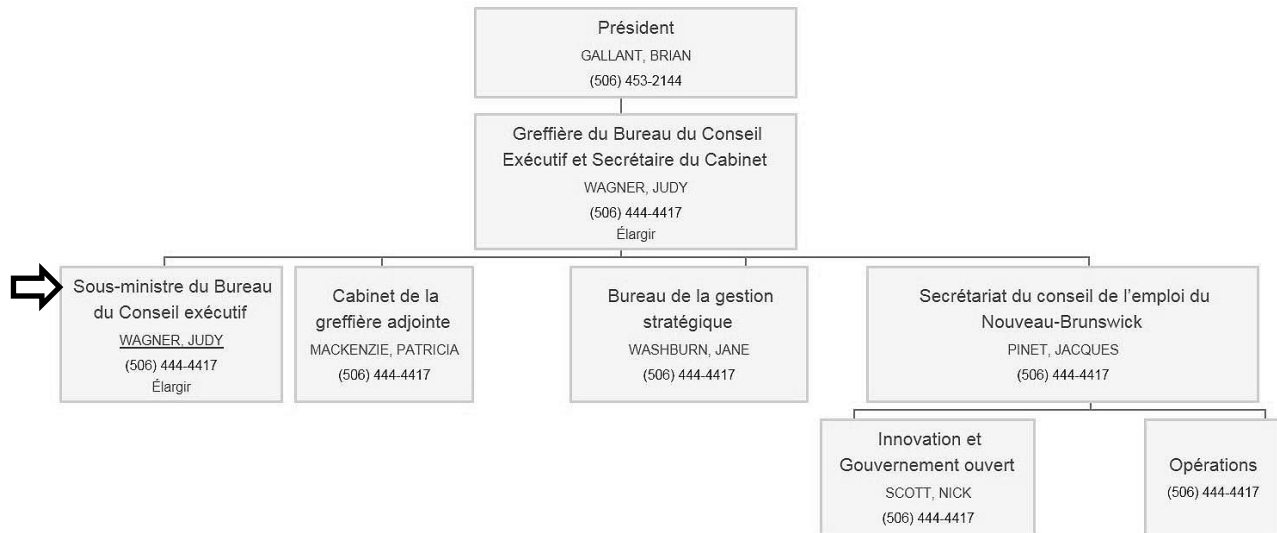 Président
GALLANT, BRIAN
(506) 453-2144
Greffière du Bureau du Conseil
Exécutif et Secrétaire du Cabinet
WAGNER, JUDY
(506) 444-4417
Élargir
Sous-ministre du Bureau
du Conseil exécutif
WAGNER, JUDY
(506) 444-4417
Élargir
Cabinet de la
greffière adjointe
MACKENZIE, PATRICIA
(506) 444-4417
Bureau de la gestion
stratégique
WASHBURN, JANE
(506) 444-4417
Secrétariat du conseil de l’emploi du
Nouveau-Brunswick
PINET, JACQUES
(506) 444-4417
Innovation et
Gouvernement ouvert
SCOTT, NICK
(506) 444-4417
Opérations
(506) 444-4417